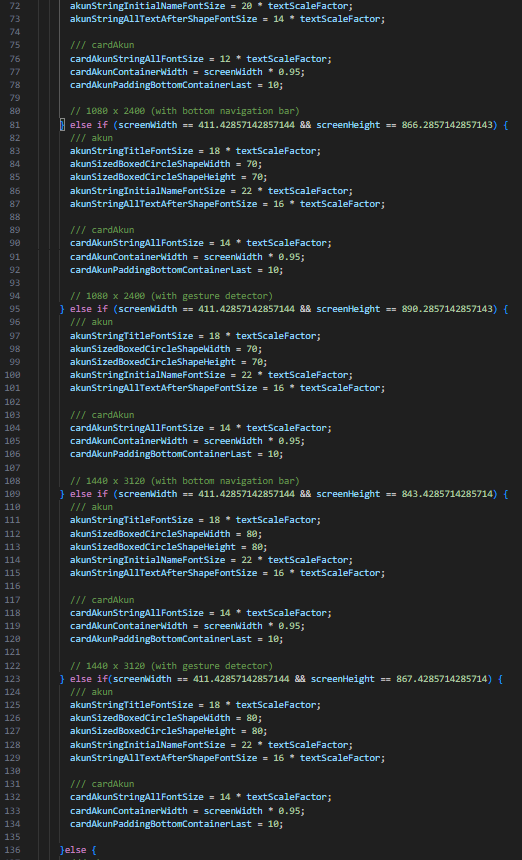 72 akunStringInitialNameFontSize = 20 * textScaleFactor;
73 akunStringAllTextAfterShapeFontSize = 14 * textScaleFactor;
74
75 /// cardAkun
76 cardAkunStringAllFontSize = 12 * textScaleFactor;
77 cardAkunContainerWidth = screenWidth * 0.95;
78 cardAkunPaddingBottomContainerLast = 10;
79
80 // 1080 x 2400 (with bottom navigation bar)
81 } else if (screenWidth == 411.42857142857144 && screenHeight == 866.2857142857143) {
82 /// akun
83 akunStringTitleFontSize = 18 * textScaleFactor;
84 akunSizedBoxedCircleShapeWidth = 70;
85 akunSizedBoxedCircleShapeHeight = 70;
86 akunStringInitialNameFontSize = 22 * textScaleFactor;
87 akunStringAllTextAfterShapeFontSize = 16 * textScaleFactor;
88
89 /// cardAkun
90 cardAkunStringAllFontSize = 14 * textScaleFactor;
91 cardAkunContainerWidth = screenWidth * 0.95;
92 cardAkunPaddingBottomContainerLast = 10;
93
94 // 1080 x 2400 (with gesture detector)
95 } else if (screenWidth == 411.42857142857144 && screenHeight == 890.2857142857143) {
96 /// akun
97 akunStringTitleFontSize = 18 * textScaleFactor;
98 akunSizedBoxedCircleShapeWidth = 70;
99 akunSizedBoxedCircleShapeHeight = 70;
100 akunStringInitialNameFontSize = 22 * textScaleFactor;
101 akunStringAllTextAfterShapeFontSize = 16 * textScaleFactor;
102
103 /// cardAkun
104 cardAkunStringAllFontSize = 14 * textScaleFactor;
105 cardAkunContainerWidth = screenWidth * 0.95;
106 cardAkunPaddingBottomContainerLast = 10;
107
108 // 1440 x 3120 (with bottom navigation bar)
109 } else if (screenWidth == 411.42857142857144 && screenHeight == 843.4285714285714) {
110 /// akun
111 akunStringTitleFontSize = 18 * textScaleFactor;
112 akunSizedBoxedCircleShapeWidth = 80;
113 akunSizedBoxedCircleShapeHeight = 80;
114 akunStringInitialNameFontSize = 22 * textScaleFactor;
115 akunStringAllTextAfterShapeFontSize = 16 * textScaleFactor;
116
117 /// cardAkun
118 cardAkunStringAllFontSize = 14 * textScaleFactor;
119 cardAkunContainerWidth = screenWidth * 0.95;
120 cardAkunPaddingBottomContainerLast = 10;
121
122 // 1440 x 3120 (with gesture detector)
123 } else if(screenWidth == 411.42857142857144 && screenHeight == 867.4285714285714) {
124 /// akun
125 akunStringTitleFontSize = 18 * textScaleFactor;
126 akunSizedBoxedCircleShapeWidth = 80;
127 akunSizedBoxedCircleShapeHeight = 80;
128 akunStringInitialNameFontSize = 22 * textScaleFactor;
129 akunStringAllTextAfterShapeFontSize = 16 * textScaleFactor;
130
131 /// cardAkun
132 cardAkunStringAllFontSize = 14 * textScaleFactor;
133 cardAkunContainerWidth = screenWidth * 0.95;
134 cardAkunPaddingBottomContainerLast = 10;
135
136 }else {